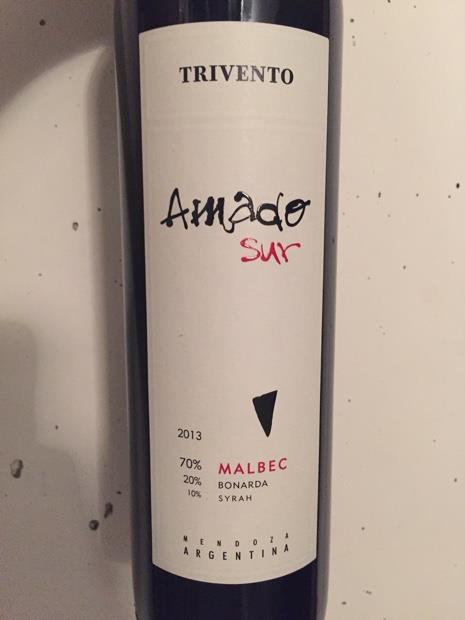 TRIVENTO
Amado
sur
2013
70% MALBEC
20% BONARDA
10% SYRAH
MENDOZA
ARGENTINA